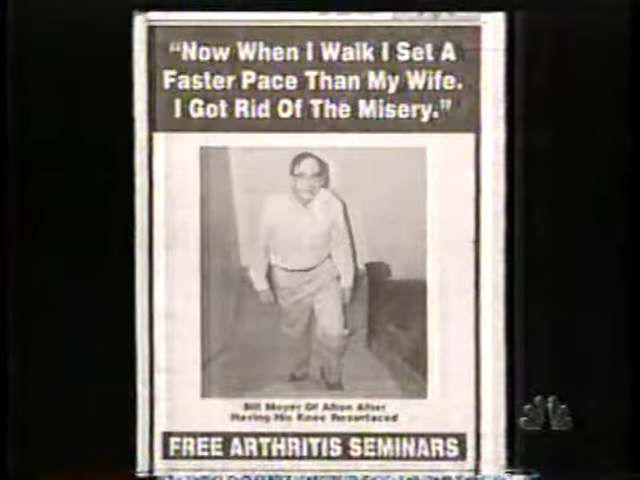 "Now When I Walk I Set A
Faster Pace Than My Wife.
I Got Rid Of The Misery."
Bill Meyer Of Alton After
Having His Knee Resurfaced
FREE ARTHRITIS SEMINARS